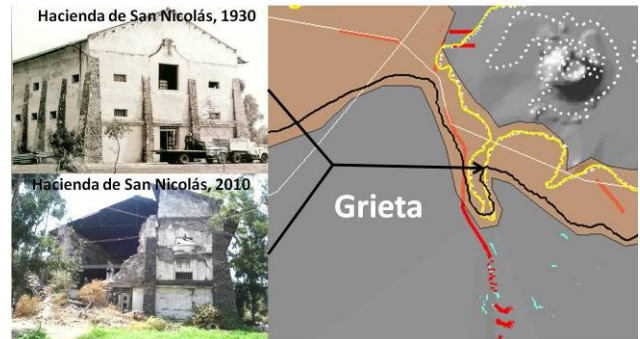 Hacienda de San Nicolás, 1930
Hacienda de San Nicolás, 2010
Grieta